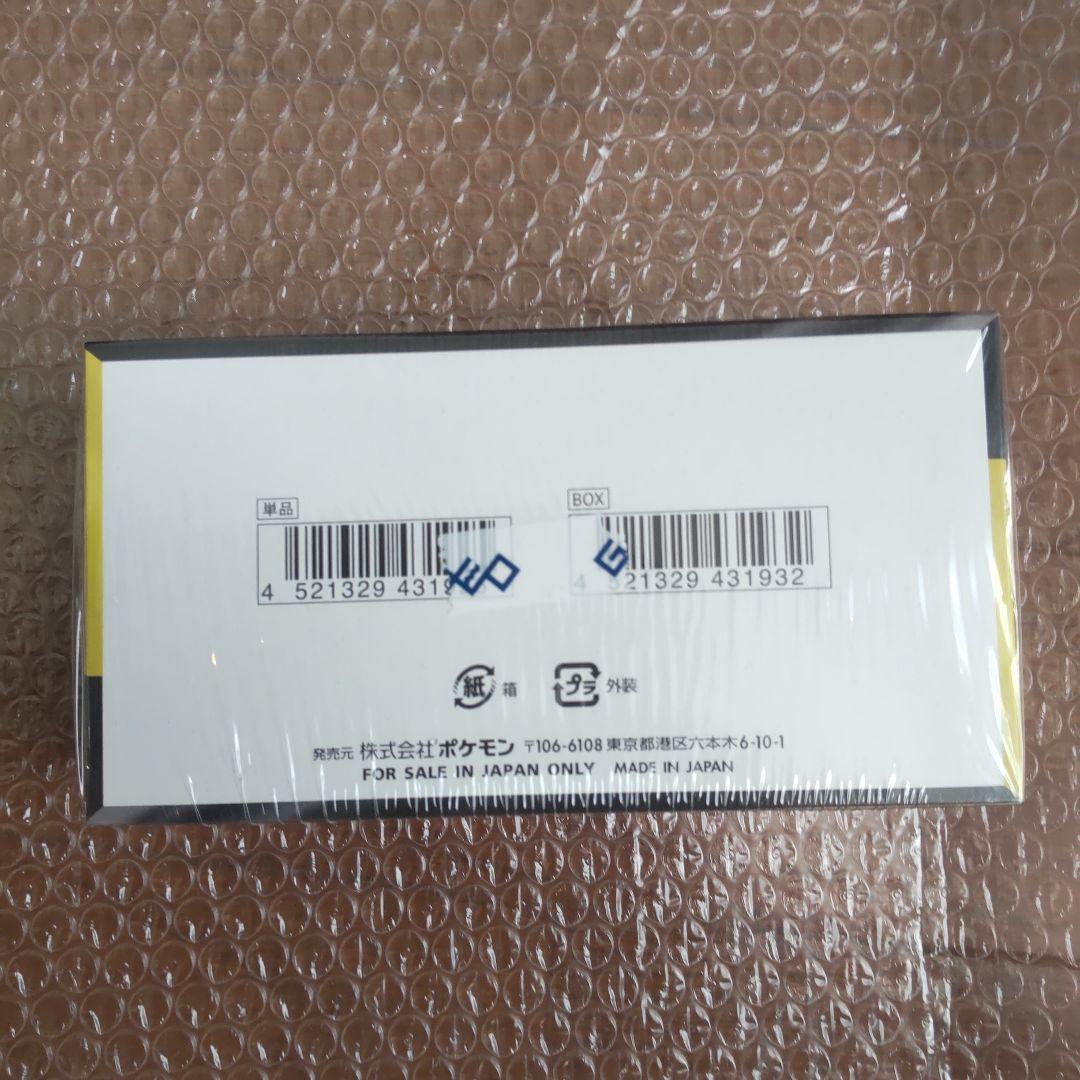 単品
BOX
4 521329 431
4 521329 431932
紙 箱
プラ 外装
発売元 株式会社ポケモン 〒106-6108 東京都港区六本木6-10-1
FOR SALE IN JAPAN ONLY MADE IN JAPAN